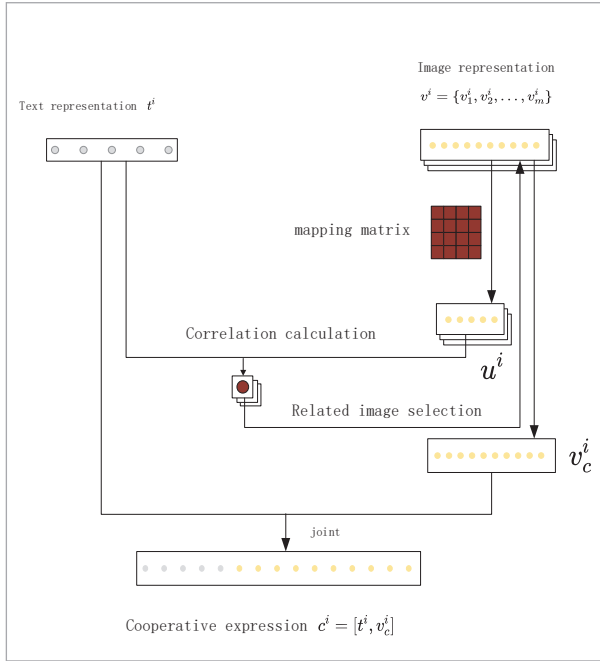 Image representation
v^i = {v_1^i, v_2^i, ..., v_m^i}
Text representation t^i
mapping matrix
Correlation calculation
u^i
Related image selection
v_c^i
joint
Cooperative expression c^i = [t^i, v_c^i]